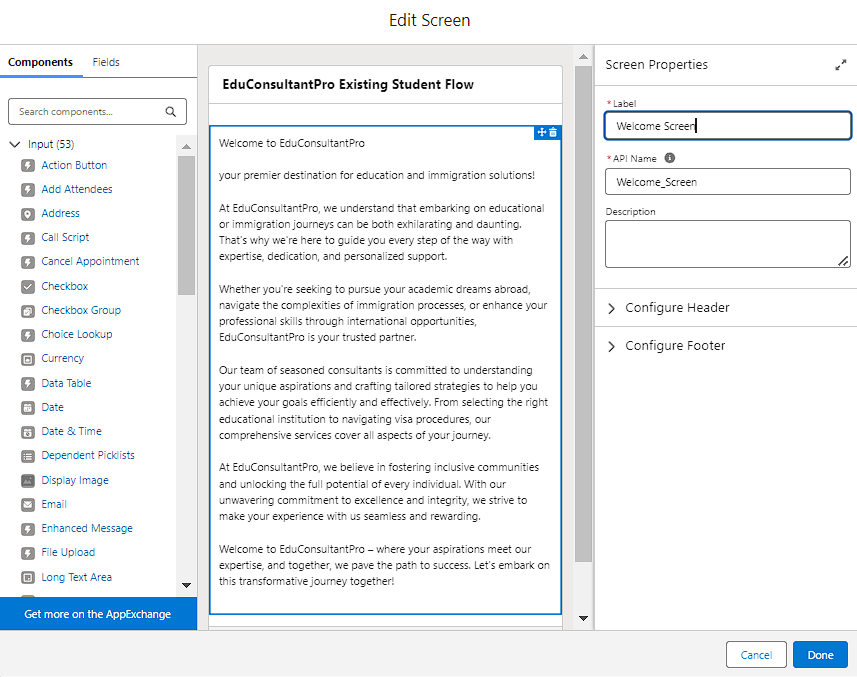 Edit Screen
Components
Fields
Search components...
Input (53)
Action Button
Add Attendees
Address
Call Script
Cancel Appointment
Checkbox
Checkbox Group
Choice Lookup
Currency
Data Table
Date
Date & Time
Dependent Picklists
Display Image
Email
Enhanced Message
File Upload
Long Text Area
Get more on the AppExchange
EduConsultantPro Existing Student Flow
Welcome to EduConsultantPro
your premier destination for education and immigration solutions!
At EduConsultantPro, we understand that embarking on educational
or immigration journeys can be both exhilarating and daunting.
That's why we're here to guide you every step of the way with
expertise, dedication, and personalized support.
Whether you're seeking to pursue your academic dreams abroad,
navigate the complexities of immigration processes, or enhance your
professional skills through international opportunities,
EduConsultantPro is your trusted partner.
Our team of seasoned consultants is committed to understanding
your unique aspirations and crafting tailored strategies to help you
achieve your goals efficiently and effectively. From selecting the right
educational institution to navigating visa procedures, our
comprehensive services cover all aspects of your journey.
At EduConsultantPro, we believe in fostering inclusive communities
and unlocking the full potential of every individual. With our
unwavering commitment to excellence and integrity, we strive to
make your experience with us seamless and rewarding.
Welcome to EduConsultantPro – where your aspirations meet our
expertise, and together, we pave the path to success. Let's embark on
this transformative journey together!
Screen Properties
* Label
Welcome Screen
* API Name
Welcome_Screen
Description
Configure Header
Configure Footer
Cancel
Done